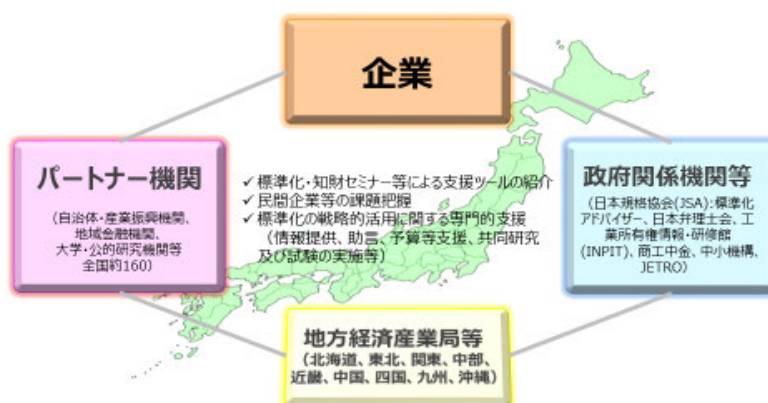 企業
パートナー機関
(自治体・産業振興機関、
地域金融機関、
大学・公的研究機関等
全国約160)
✓標準化・知財セミナー等による支援ツールの紹介
✓民間企業等の課題把握
✓標準化の戦略的活用に関する専門的支援
(情報提供、助言、予算等支援、共同研究
及び試験の実施等)
政府関係機関等
(日本規格協会(JSA):標準化
アドバイザー、日本弁理士会、工
業所有権情報・研修館
(INPIT)、商工中金、中小機構、
JETRO)
地方経済産業局等
(北海道、東北、関東、中部、
近畿、中国、四国、九州、沖縄)